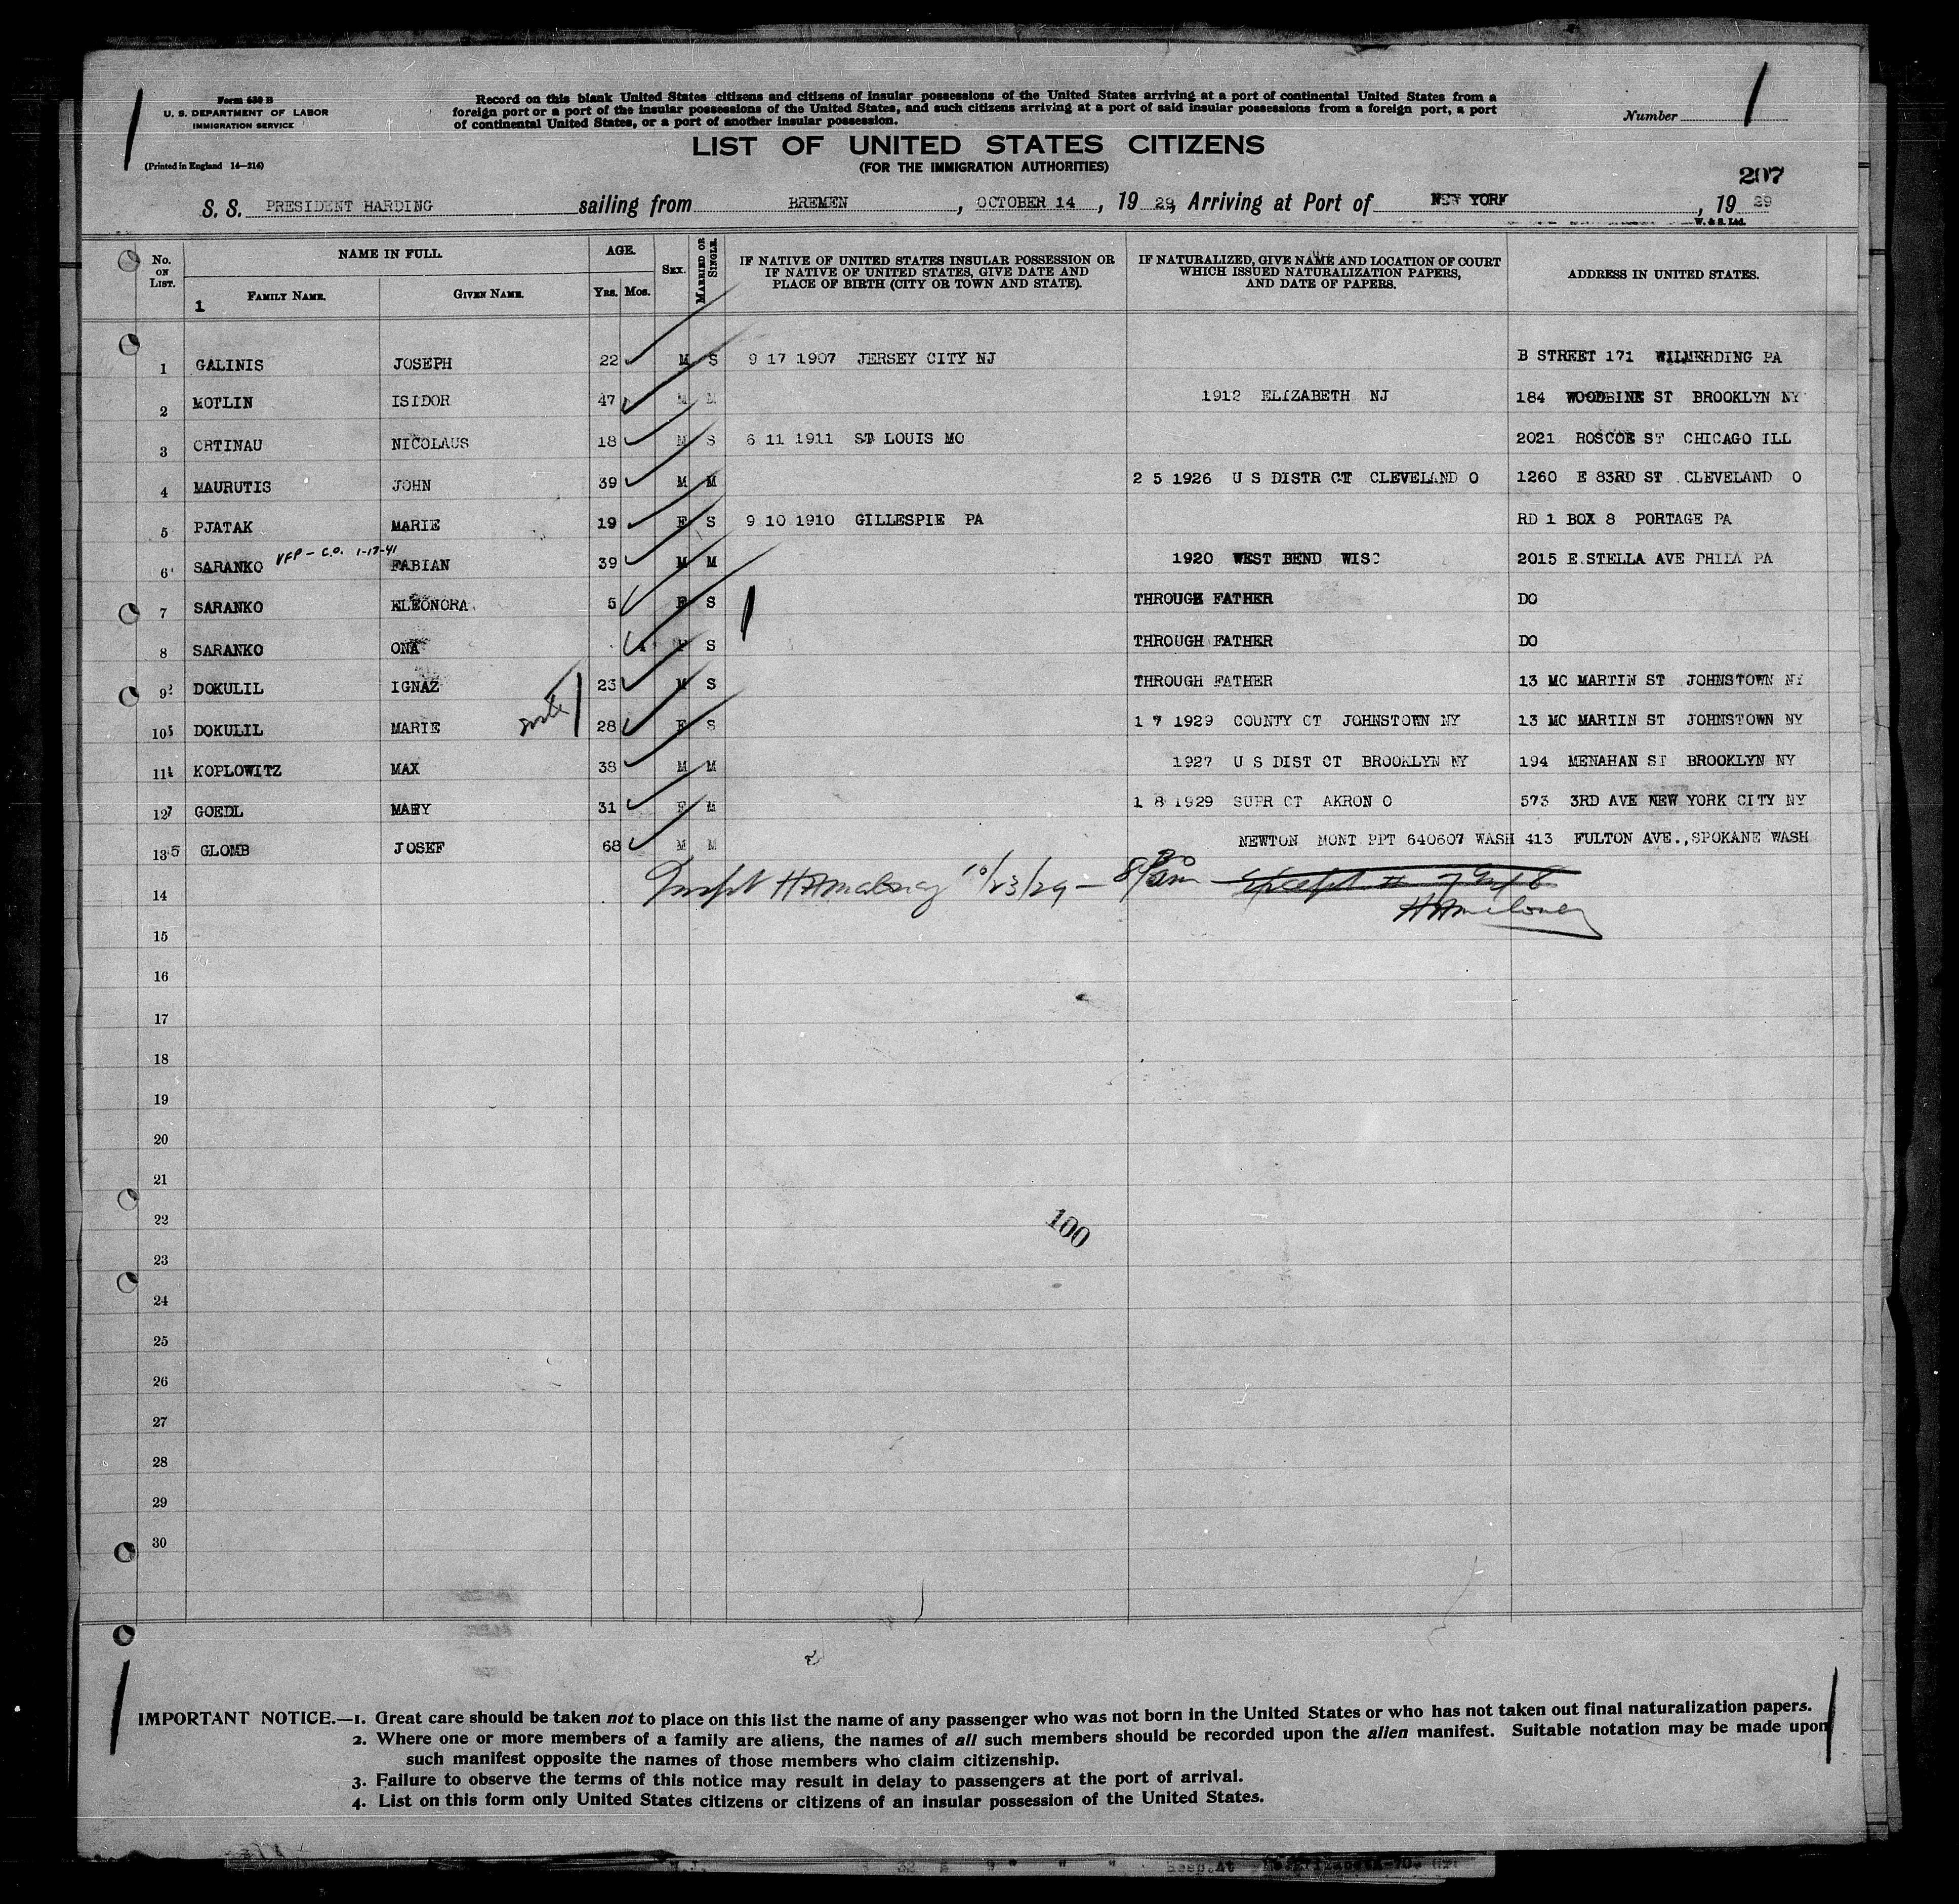 Form 630 B
U. S. DEPARTMENT OF LABOR
IMMIGRATION SERVICE
(Printed in England 14—214)
Record on this blank United States citizens and citizens of insular possessions of the United States arriving at a port of continental United States from a
foreign port or a port of the insular possessions of the United States, and such citizens arriving at a port of said insular possessions from a foreign port, a port
of continental United States, or a port of another insular possession.
Number
LIST OF UNITED STATES CITIZENS
(FOR THE IMMIGRATION AUTHORITIES)
207
S. S. PRESIDENT HARDING sailing from BREMEN, OCTOBER 14, 19 29, Arriving at Port of NEW YORK, 19 29
W. & S. Ltd.
No. ON LIST. NAME IN FULL. AGE. SEX. MARRIED OR SINGLE. IF NATIVE OF UNITED STATES INSULAR POSSESSION OR IF NATIVE OF UNITED STATES, GIVE DATE AND PLACE OF BIRTH (CITY OR TOWN AND STATE). IF NATURALIZED, GIVE NAME AND LOCATION OF COURT WHICH ISSUED NATURALIZATION PAPERS, AND DATE OF PAPERS. ADDRESS IN UNITED STATES.
1 FAMILY NAME. GIVEN NAME. YRS. MOS.
1 GALINIS JOSEPH 22 M S 9 17 1907 JERSEY CITY NJ B STREET 171 WILMERDING PA
2 MOTLIN ISIDOR 47 M M 1912 ELIZABETH NJ 184 WOODBINE ST BROOKLYN NY
3 ORTINAU NICOLAUS 18 M S 6 11 1911 ST LOUIS MO 2021 ROSCOE ST CHICAGO ILL
4 MAURUTIS JOHN 39 M M 2 5 1926 U S DISTR CT CLEVELAND O 1260 E 83RD ST CLEVELAND O
5 PJATAK MARIE 19 F S 9 10 1910 GILLESPIE PA RD 1 BOX 8 PORTAGE PA
VFP - C.O. 1-17-41
6 SARANKO FABIAN 39 M M 1920 WEST BEND WISC 2015 E.STELLA AVE PHILA PA
7 SARANKO ELEONORA 5 F S THROUGH FATHER DO
8 SARANKO ONA F S THROUGH FATHER DO
9 DOKULIL IGNAZ 23 M S THROUGH FATHER 13 MC MARTIN ST JOHNSTOWN NY
10 DOKULIL MARIE 28 F S 1 7 1929 COUNTY CT JOHNSTOWN NY 13 MC MARTIN ST JOHNSTOWN NY
11 KOPLOWITZ MAX 38 M M 1927 U S DIST CT BROOKLYN NY 194 MENAHAN ST BROOKLYN NY
12 GOEDL MARY 31 F M 1 8 1929 SUPR CT AKRON O 573 3RD AVE NEW YORK CITY NY
13 GLOMB JOSEF 68 M M NEWTON MONT PPT 640607 WASH 413 FULTON AVE.,SPOKANE WASH
14 10/23/29 — 8 30 am
15
16
17
18
19
20
21
22
100
23
24
25
26
27
28
29
30
IMPORTANT NOTICE.—1. Great care should be taken not to place on this list the name of any passenger who was not born in the United States or who has not taken out final naturalization papers.
2. Where one or more members of a family are aliens, the names of all such members should be recorded upon the alien manifest. Suitable notation may be made upon
such manifest opposite the names of those members who claim citizenship.
3. Failure to observe the terms of this notice may result in delay to passengers at the port of arrival.
4. List on this form only United States citizens or citizens of an insular possession of the United States.